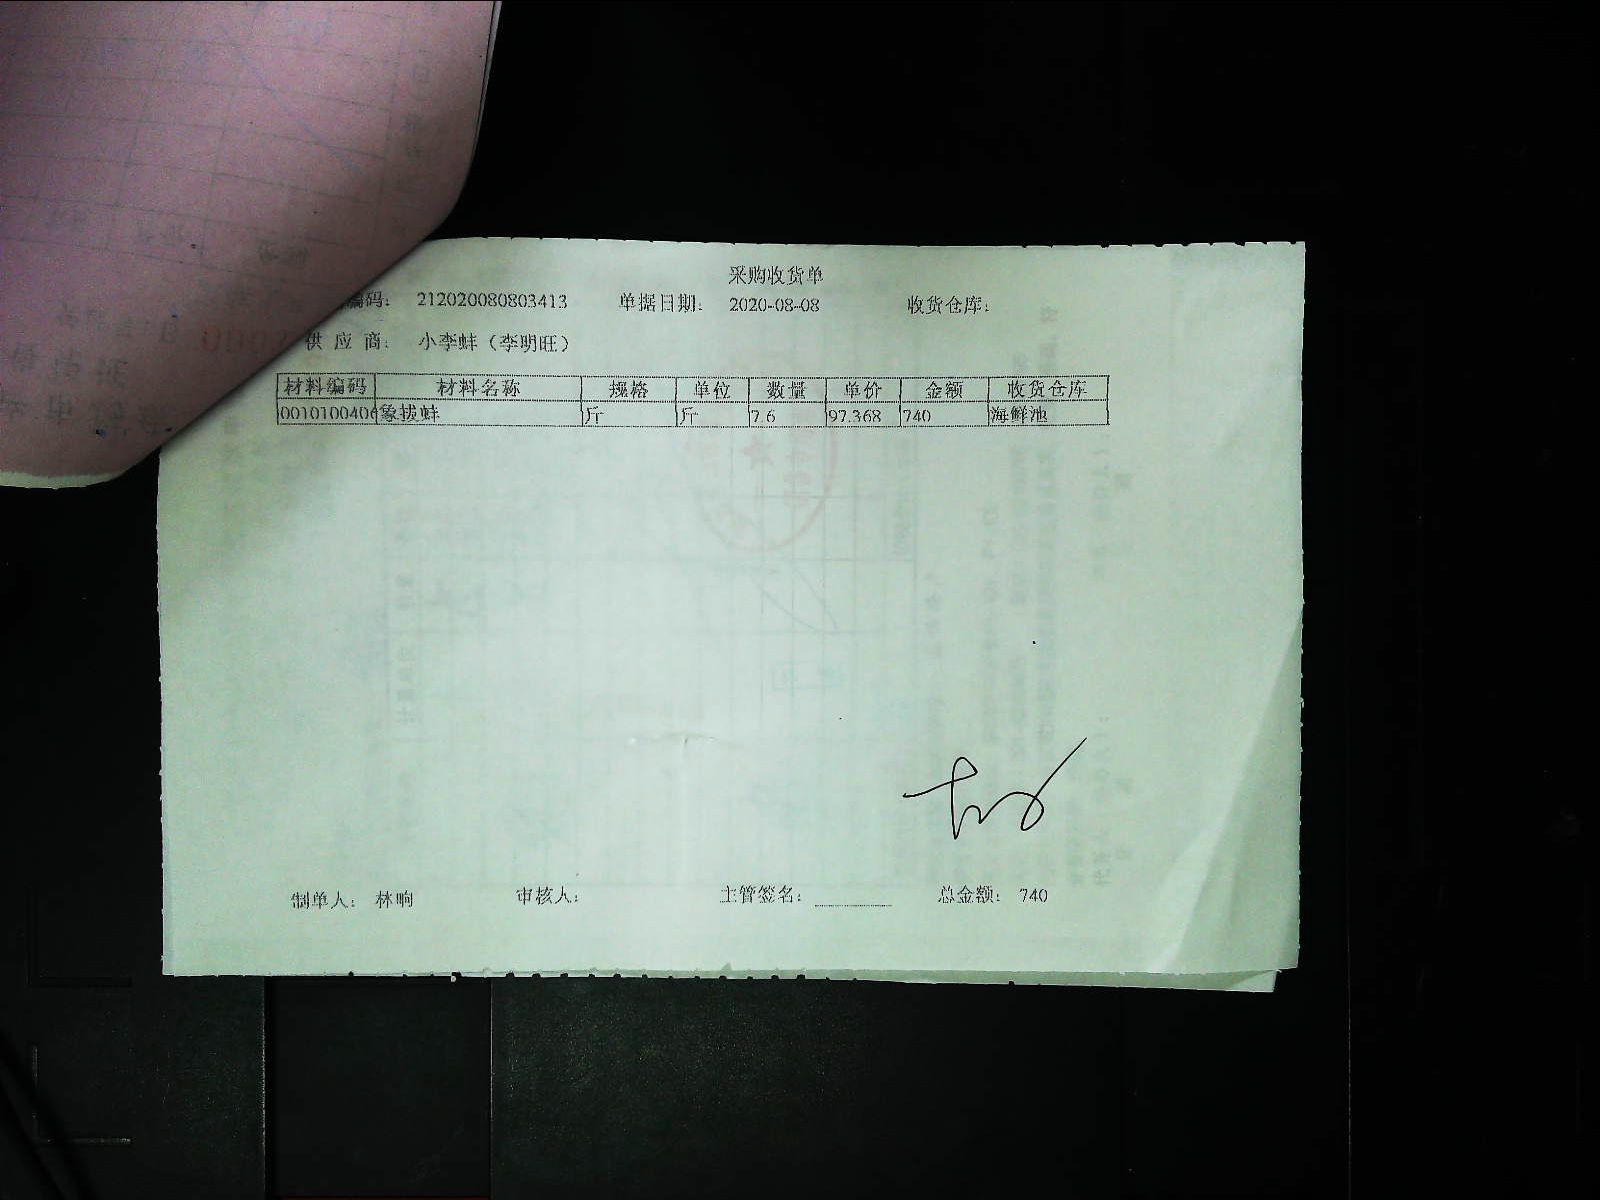 采购收货单
编码： 212020080803413 单据日期： 2020-08-08 收货仓库：
供 应 商： 小李蚌（李明旺）
材料编码 材料名称 规格 单位 数量 单价 金额 收货仓库
0010100406 象拔蚌 斤 斤 7.6 97.368 740 海鲜池
制单人： 林响 审核人： 主管签名： 总金额： 740